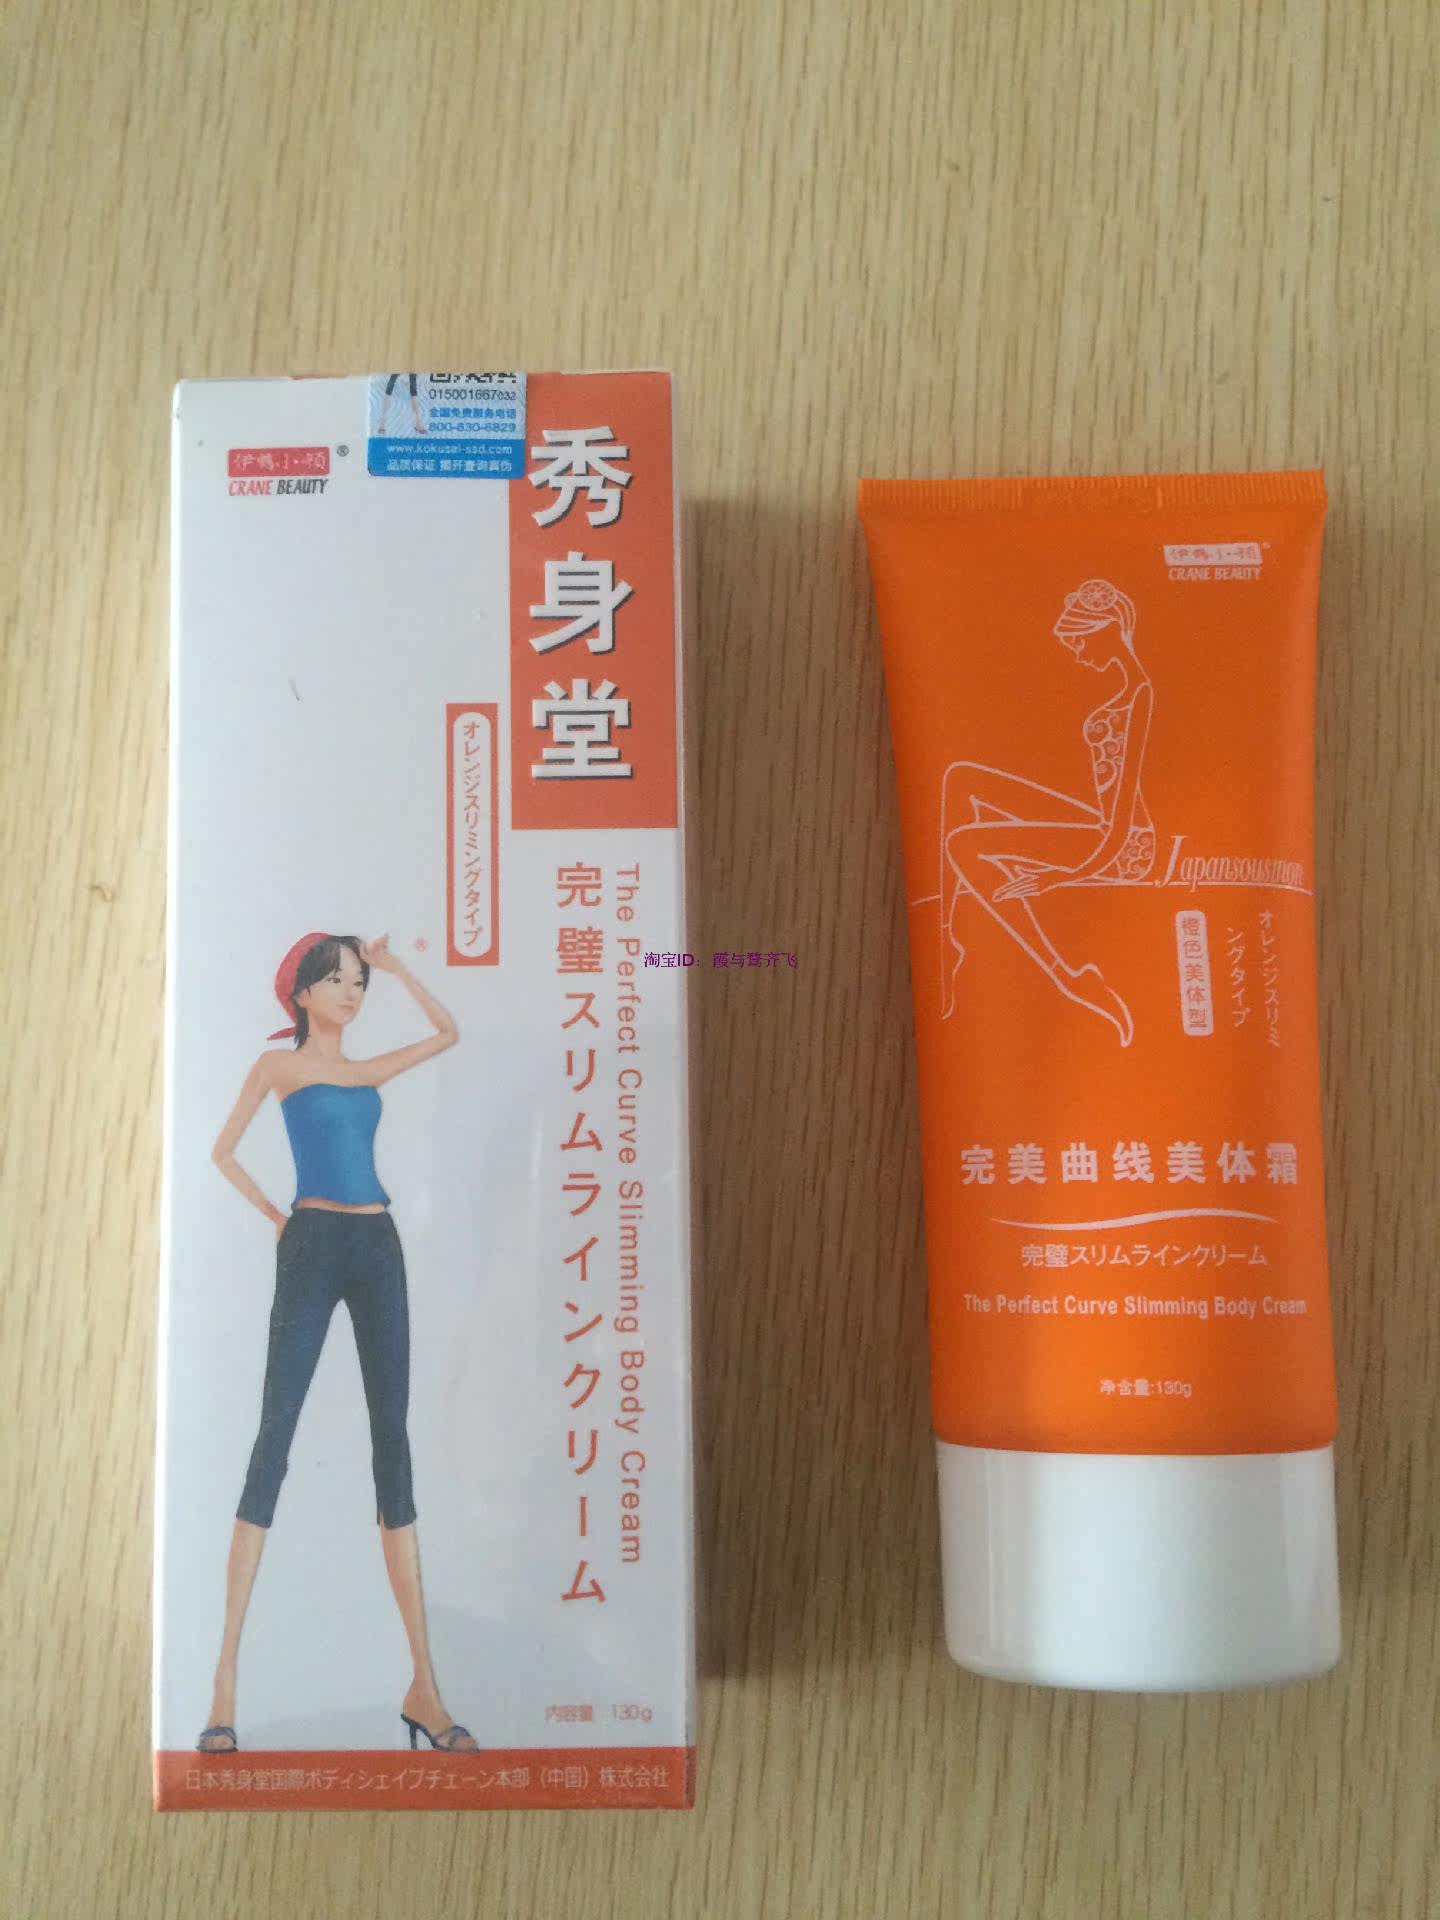 015001667032
全国免费服务电话
800-830-6829
www.kokusai-ssd.com
品质保证 揭开查询真伪
伊鹤小颖®
CRANE BEAUTY
秀身堂
オレンジスリミングタイプ
®
The Perfect Curve Slimming Body Cream
完璧スリムラインクリーム
内容量 130g
日本秀身堂国際ボディシェイプチェーン本部(中国)株式会社
淘宝ID:霞与鹜齐飞
伊鹤小颖
CRANE BEAUTY
Japansousinon
オレンジスリミ
ングタイプ
橙色美体型
完美曲线美体霜
完璧スリムラインクリーム
The Perfect Curve Slimming Body Cream
净含量:130g